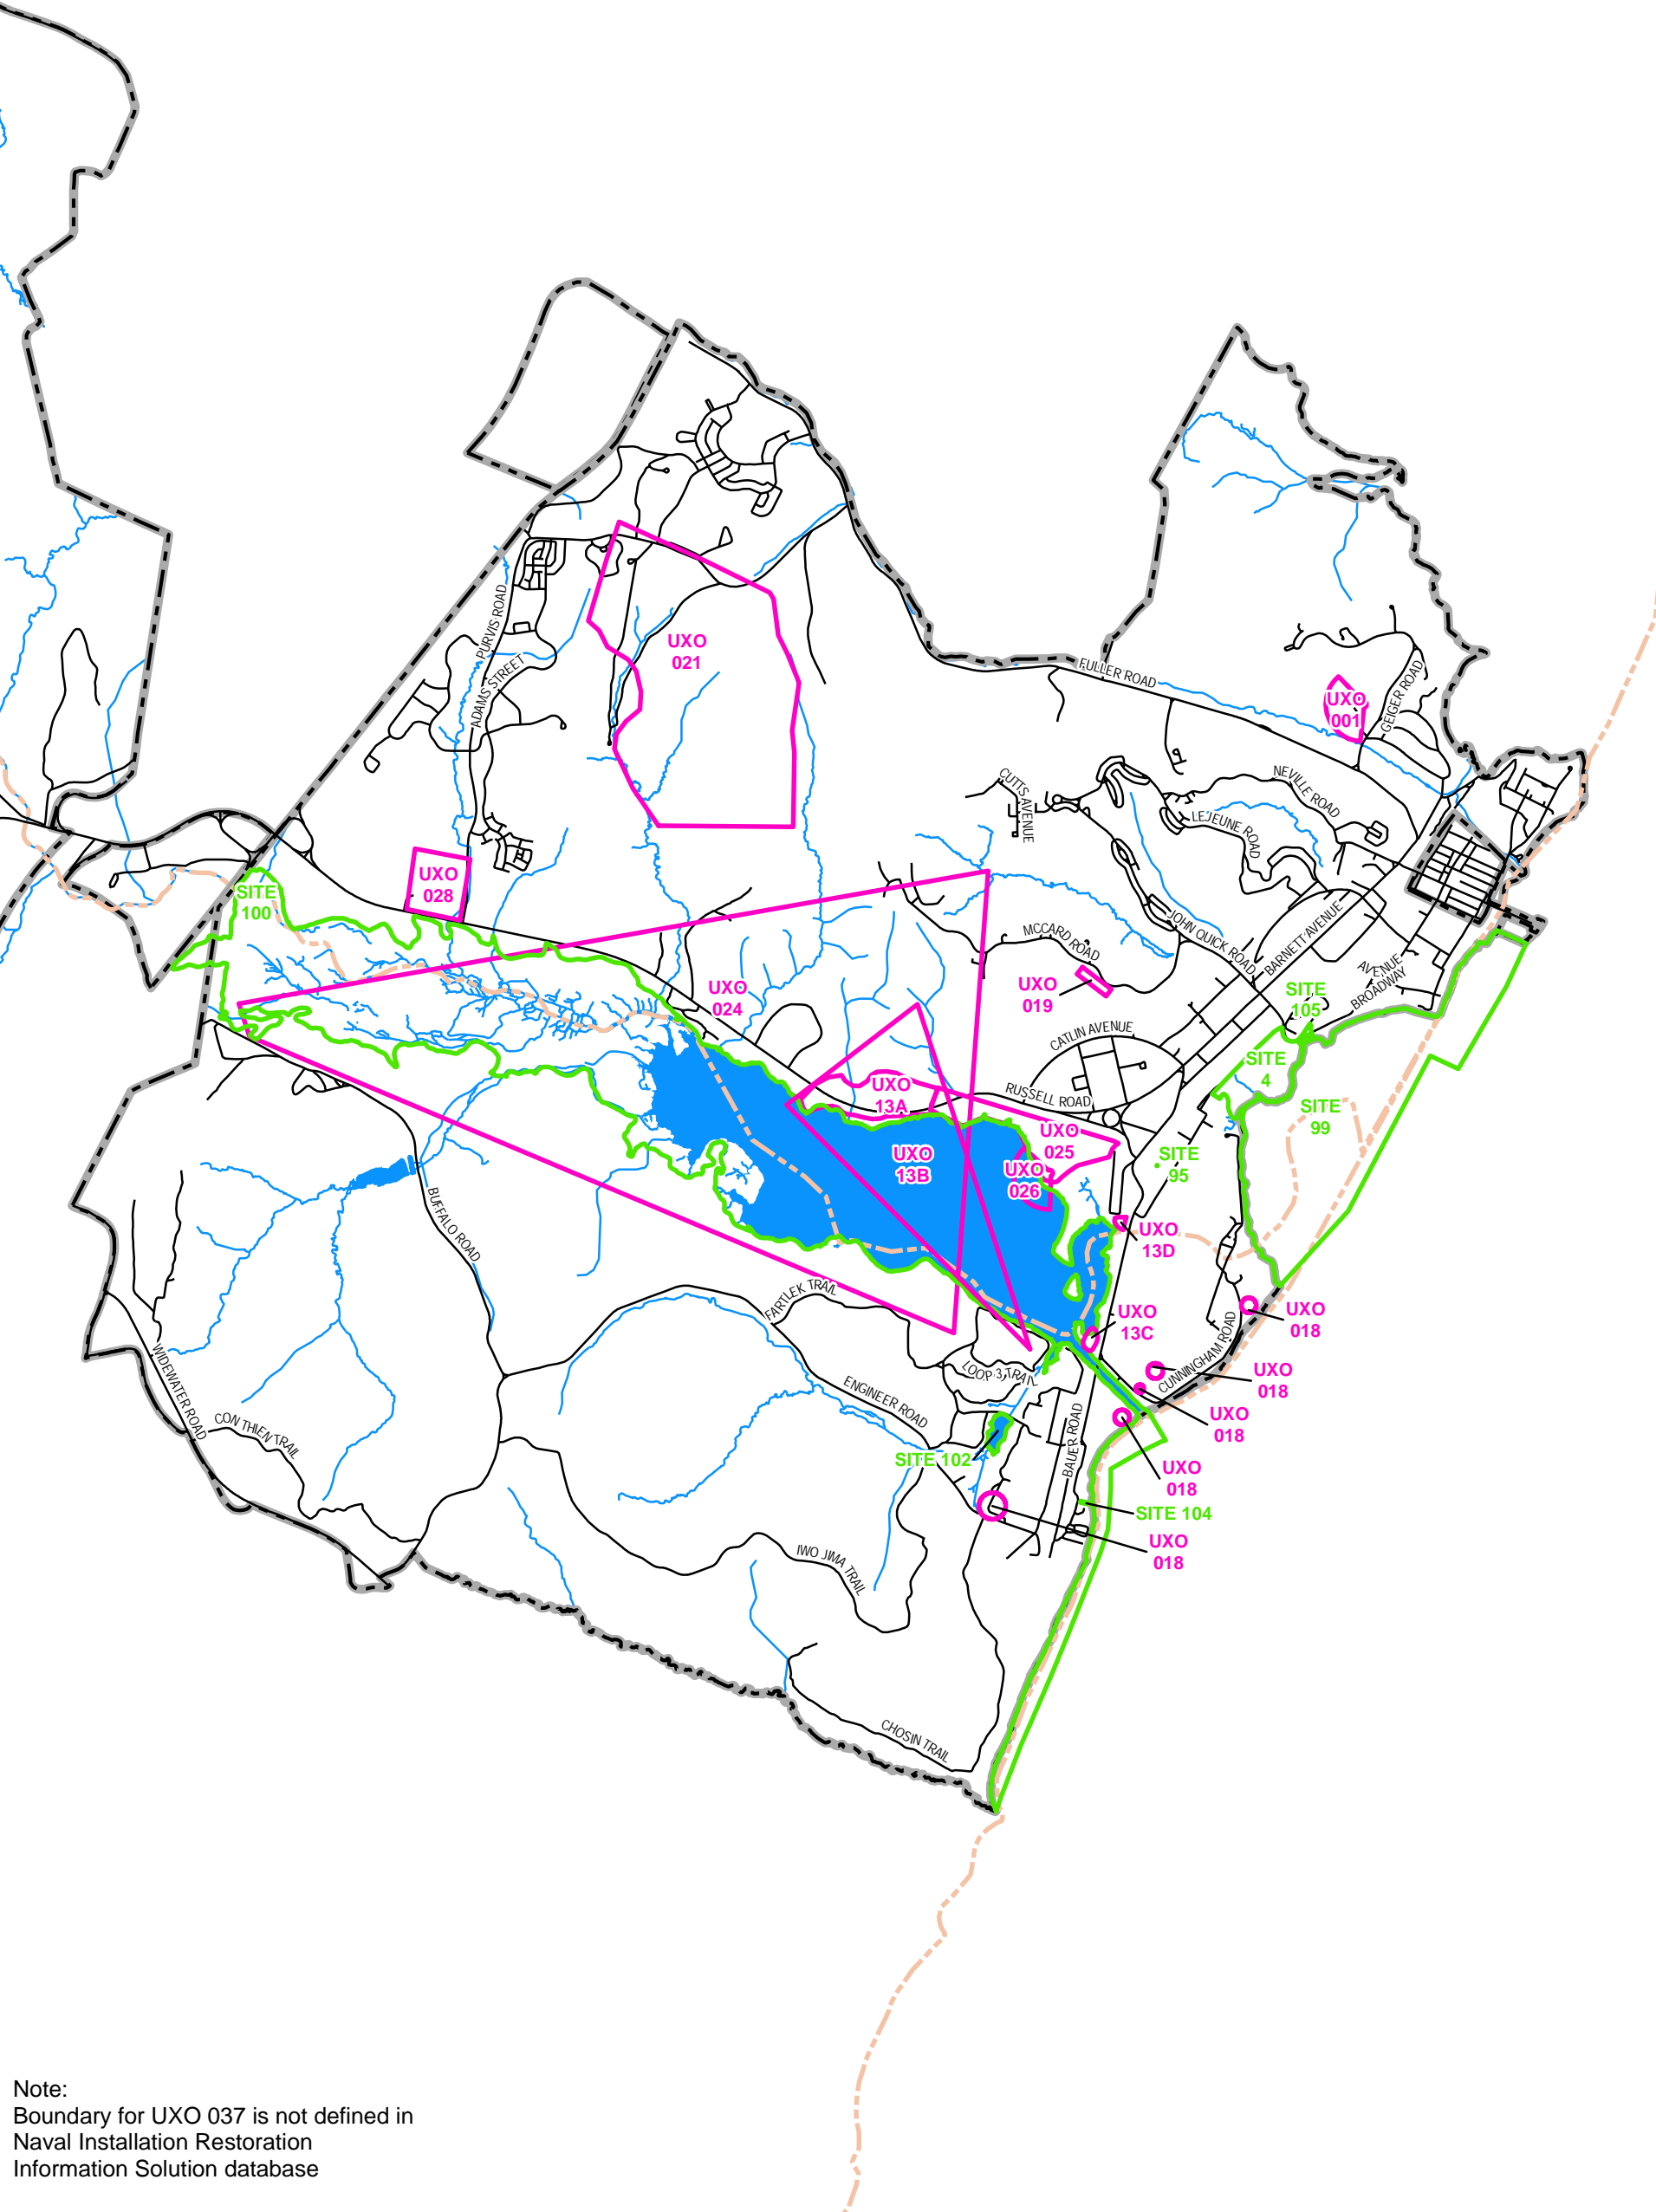 PURVIS ROAD
ADAMS STREET
UXO
021
FULLER ROAD
UXO
001
GEIGER ROAD
CUTTS AVENUE
NEVILLE ROAD
LEJEUNE ROAD
UXO
028
SITE
100
JOHN QUICK ROAD
BARNETT AVENUE
MCCARD ROAD
AVENUE
BROADWAY
UXO
024
UXO
019
SITE
105
CATLIN AVENUE
SITE
4
RUSSELL ROAD
UXO
13A
SITE
99
UXO
025
UXO
13B
UXO
026
SITE
95
BUFFALO ROAD
UXO
13D
FARTLEK TRAIL
UXO
13C
UXO
018
CUNNINGHAM ROAD
WIDEWATER ROAD
LOOP 3 TRAIL
UXO
018
ENGINEER ROAD
CON THIEN TRAIL
UXO
018
BAUER ROAD
SITE 102
UXO
018
SITE 104
UXO
018
IWO JIMA TRAIL
CHOSIN TRAIL
Note:
Boundary for UXO 037 is not defined in
Naval Installation Restoration
Information Solution database